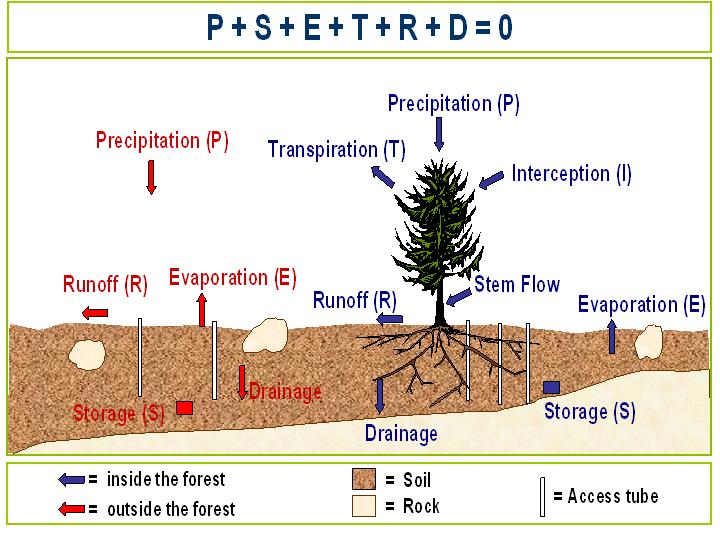 P + S + E + T + R + D = 0
Precipitation (P)
Precipitation (P)
Transpiration (T)
Interception (I)
Runoff (R)
Evaporation (E)
Runoff (R)
Stem Flow
Evaporation (E)
Drainage
Storage (S)
Storage (S)
Drainage
= inside the forest
= outside the forest
= Soil
= Rock
= Access tube